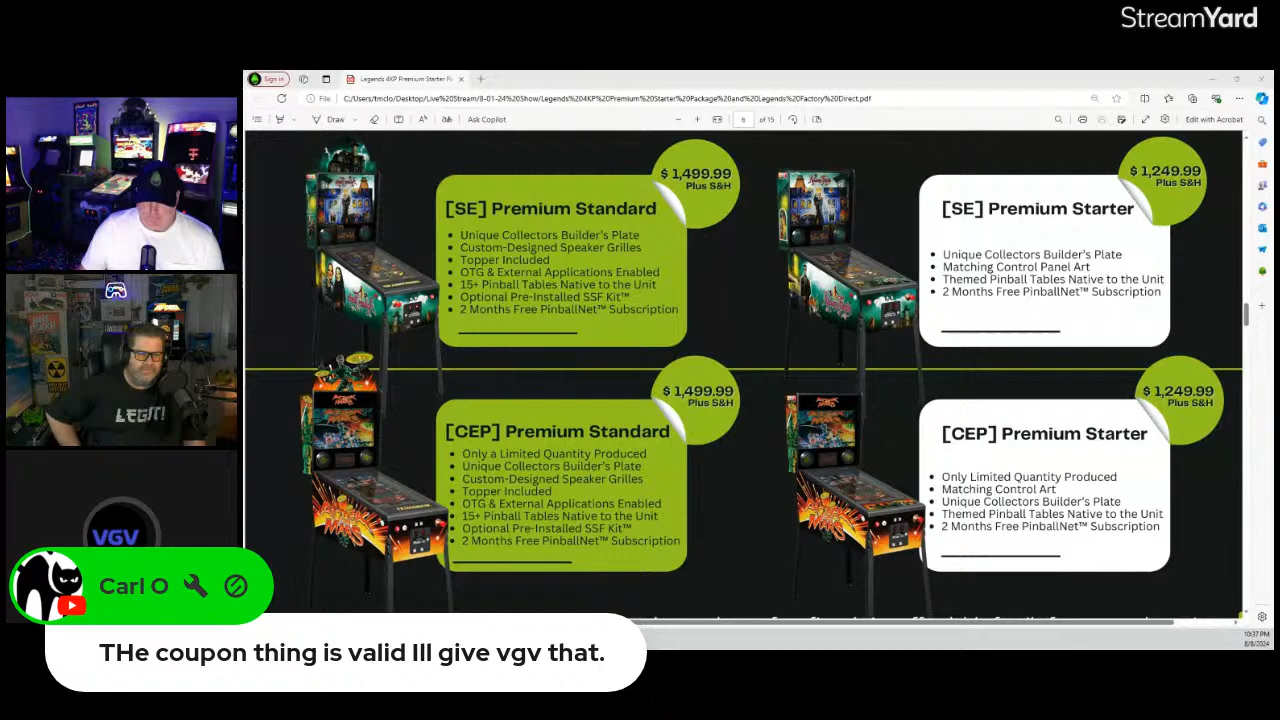 StreamYard
Sign in
Legends 4KP Premium Starter Pa
File
C:/Users/tmclo/Desktop/Live%20Stream/8-01-24%20Show/Legends%204KP%20Premium%20Starter%20Package%20and%20Legends%20Factory%20Direct.pdf
Draw
Ask Copilot
6
of 15
Edit with Acrobat
$ 1,499.99
Plus S&H
[SE] Premium Standard
Unique Collectors Builder's Plate
Custom-Designed Speaker Grilles
Topper Included
OTG & External Applications Enabled
15+ Pinball Tables Native to the Unit
Optional Pre-Installed SSF Kit™
2 Months Free PinballNet™ Subscription
$ 1,249.99
Plus S&H
[SE] Premium Starter
Unique Collectors Builder's Plate
Matching Control Panel Art
Themed Pinball Tables Native to the Unit
2 Months Free PinballNet™ Subscription
$ 1,499.99
Plus S&H
[CEP] Premium Standard
Only a Limited Quantity Produced
Unique Collectors Builder's Plate
Custom-Designed Speaker Grilles
Topper Included
OTG & External Applications Enabled
15+ Pinball Tables Native to the Unit
Optional Pre-Installed SSF Kit™
2 Months Free PinballNet™ Subscription
$ 1,249.99
Plus S&H
[CEP] Premium Starter
Only Limited Quantity Produced
Matching Control Art
Unique Collectors Builder's Plate
Themed Pinball Tables Native to the Unit
2 Months Free PinballNet™ Subscription
LEGIT!
VGV
Carl O
THe coupon thing is valid Ill give vgv that.
10:37 PM
8/8/2024